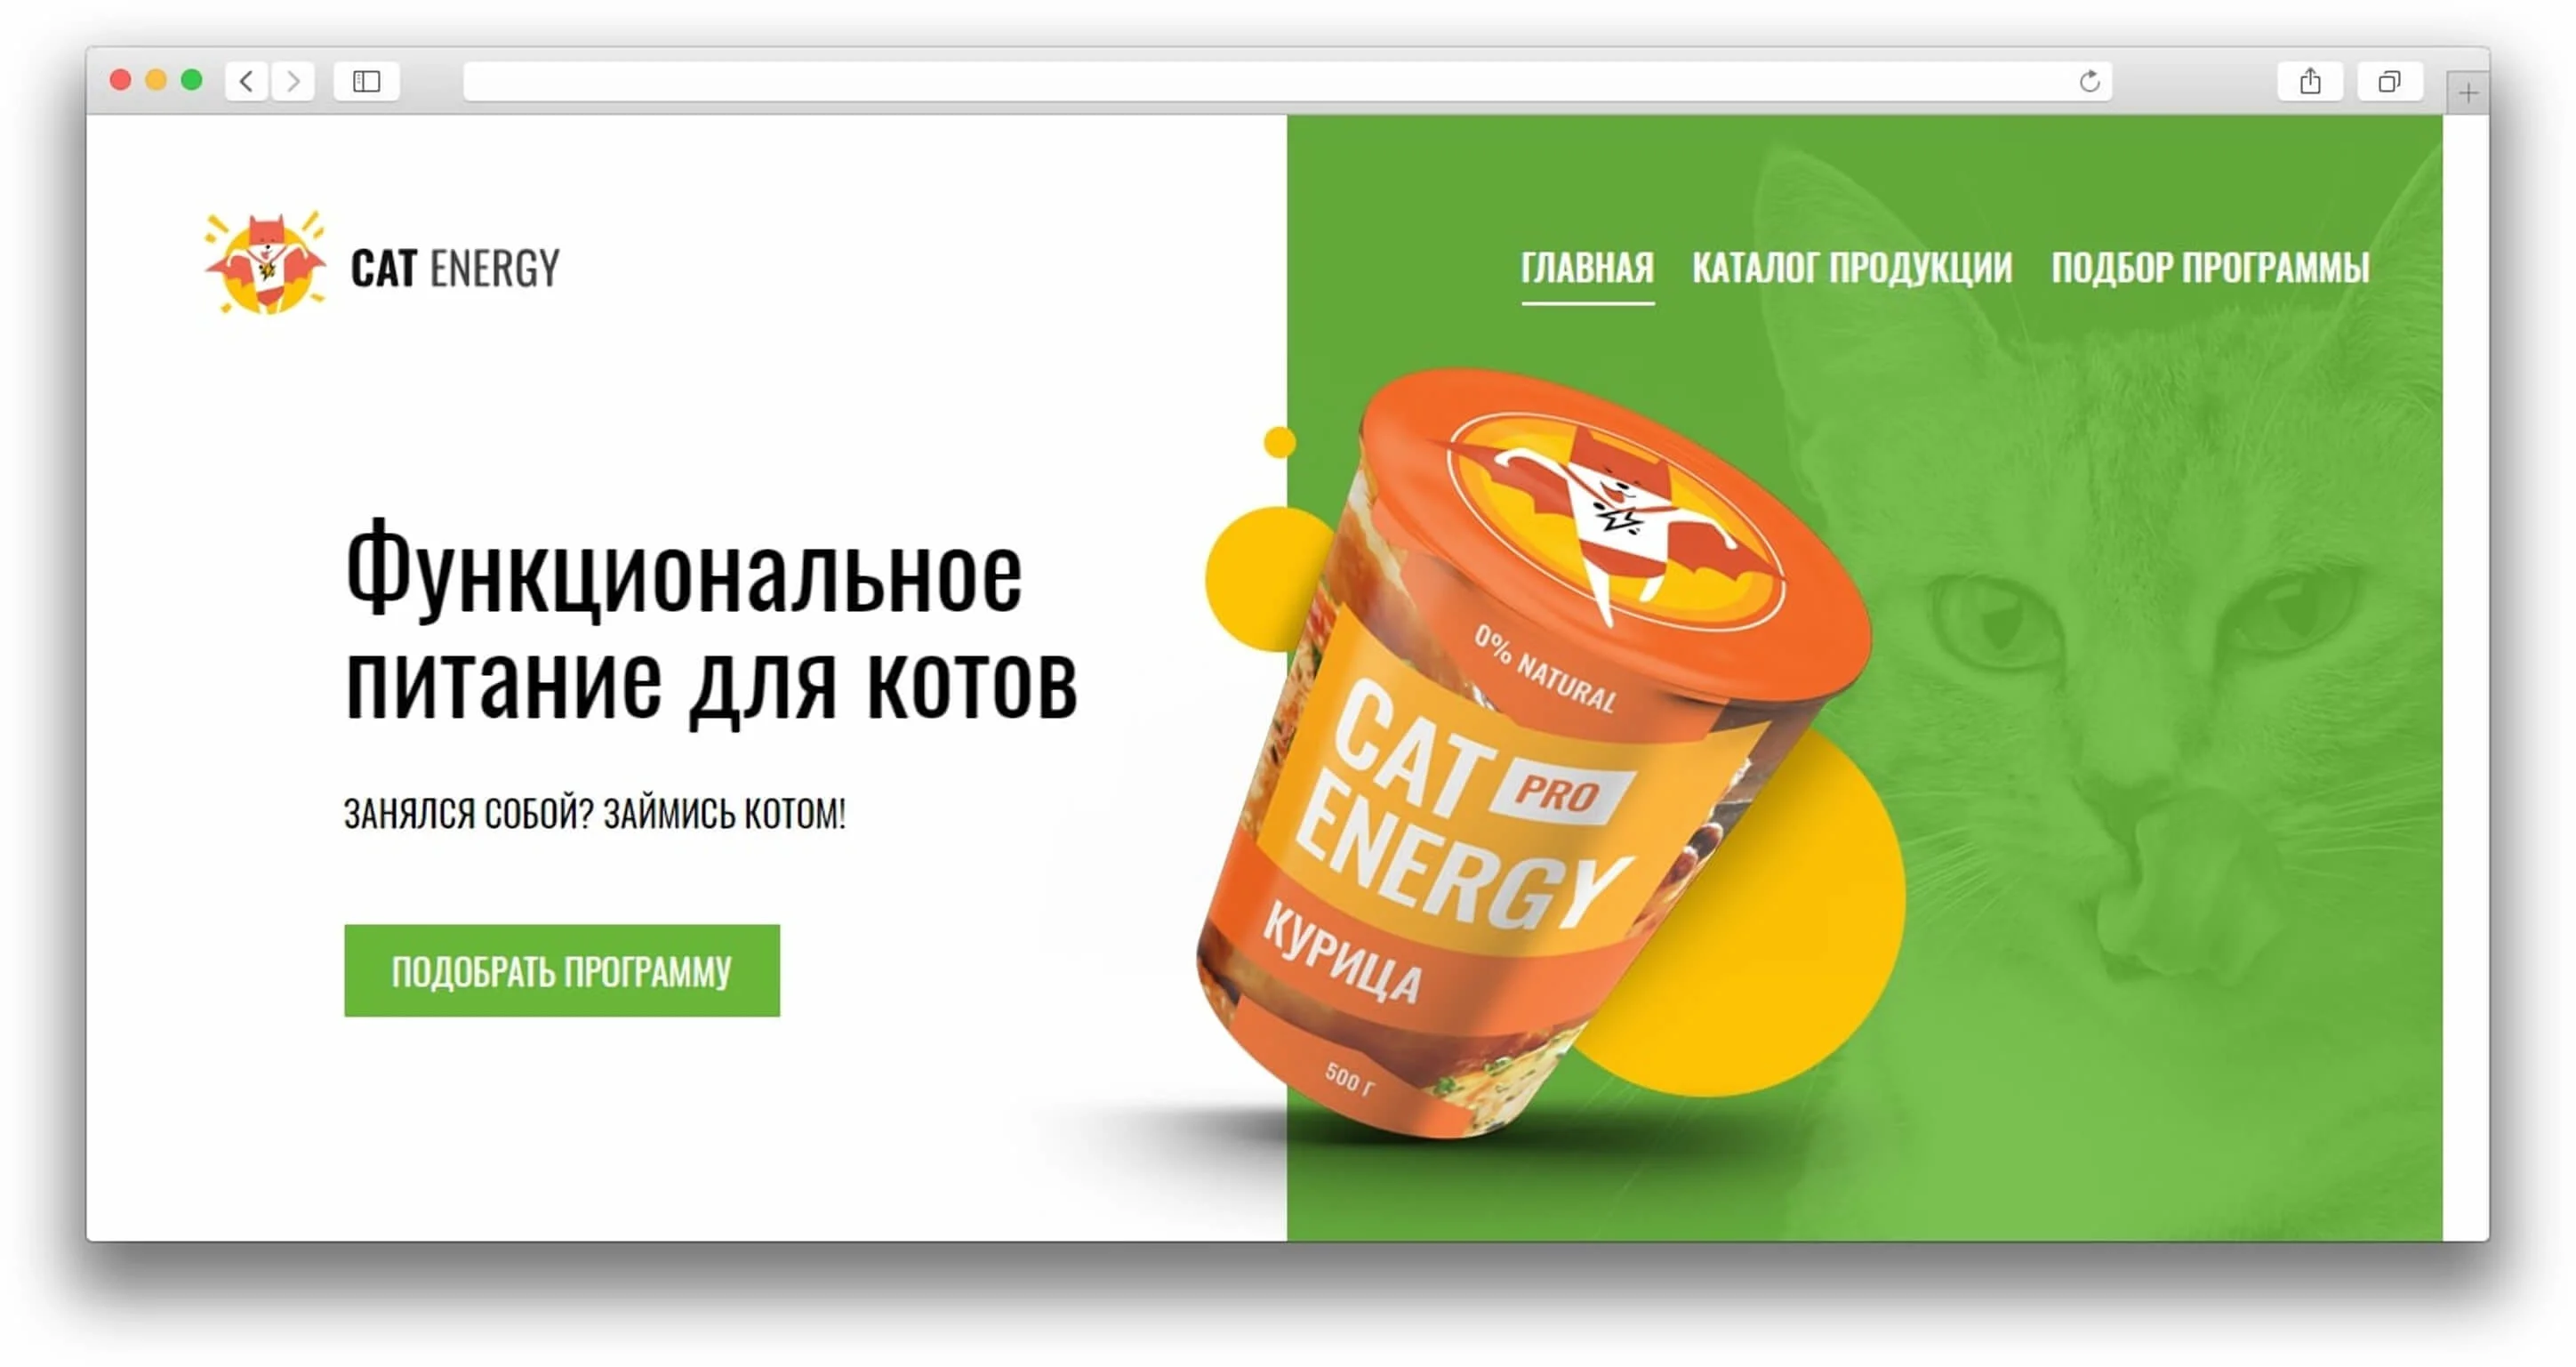 CAT ENERGY
ГЛАВНАЯ КАТАЛОГ ПРОДУКЦИИ ПОДБОР ПРОГРАММЫ
Функциональное
питание для котов
ЗАНЯЛСЯ СОБОЙ? ЗАЙМИСЬ КОТОМ!
ПОДОБРАТЬ ПРОГРАММУ
0% NATURAL
CAT PRO
ENERGY
КУРИЦА
500 Г